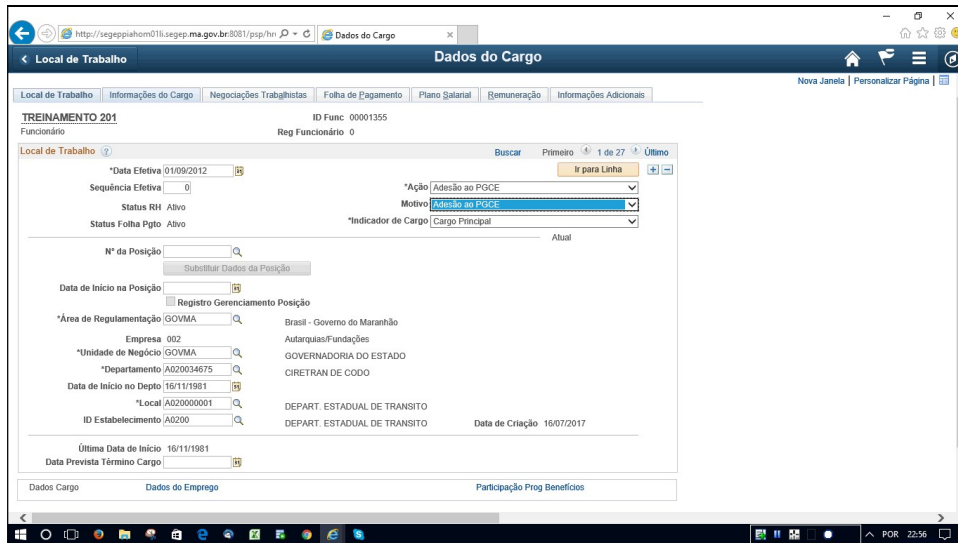 http://segeppiahom01li.segep.ma.gov.br:8081/psp/hri
Dados do Cargo
Local de Trabalho
Dados do Cargo
Nova Janela | Personalizar Página |
Local de Trabalho Informações do Cargo Negociações Trabalhistas Folha de Pagamento Plano Salarial Remuneração Informações Adicionais
TREINAMENTO 201 ID Func 00001355
Funcionário Reg Funcionário 0
Local de Trabalho ? Buscar Primeiro 1 de 27 Último
*Data Efetiva 01/09/2012 Ir para Linha + -
Sequência Efetiva 0 *Ação Adesão ao PGCE
Status RH Ativo Motivo Adesão ao PGCE
Status Folha Pgto Ativo *Indicador de Cargo Cargo Principal
Atual
Nº da Posição
Substituir Dados da Posição
Data de Início na Posição
Registro Gerenciamento Posição
*Área de Regulamentação GOVMA Brasil - Governo do Maranhão
Empresa 002 Autarquias/Fundações
*Unidade de Negócio GOVMA GOVERNADORIA DO ESTADO
*Departamento A020034675 CIRETRAN DE CODO
Data de Início no Depto 16/11/1981
*Local A020000001 DEPART. ESTADUAL DE TRANSITO
ID Estabelecimento A0200 DEPART. ESTADUAL DE TRANSITO Data de Criação 16/07/2017
Última Data de Início 16/11/1981
Data Prevista Término Cargo
Dados Cargo Dados do Emprego Participação Prog Benefícios
POR 22:56